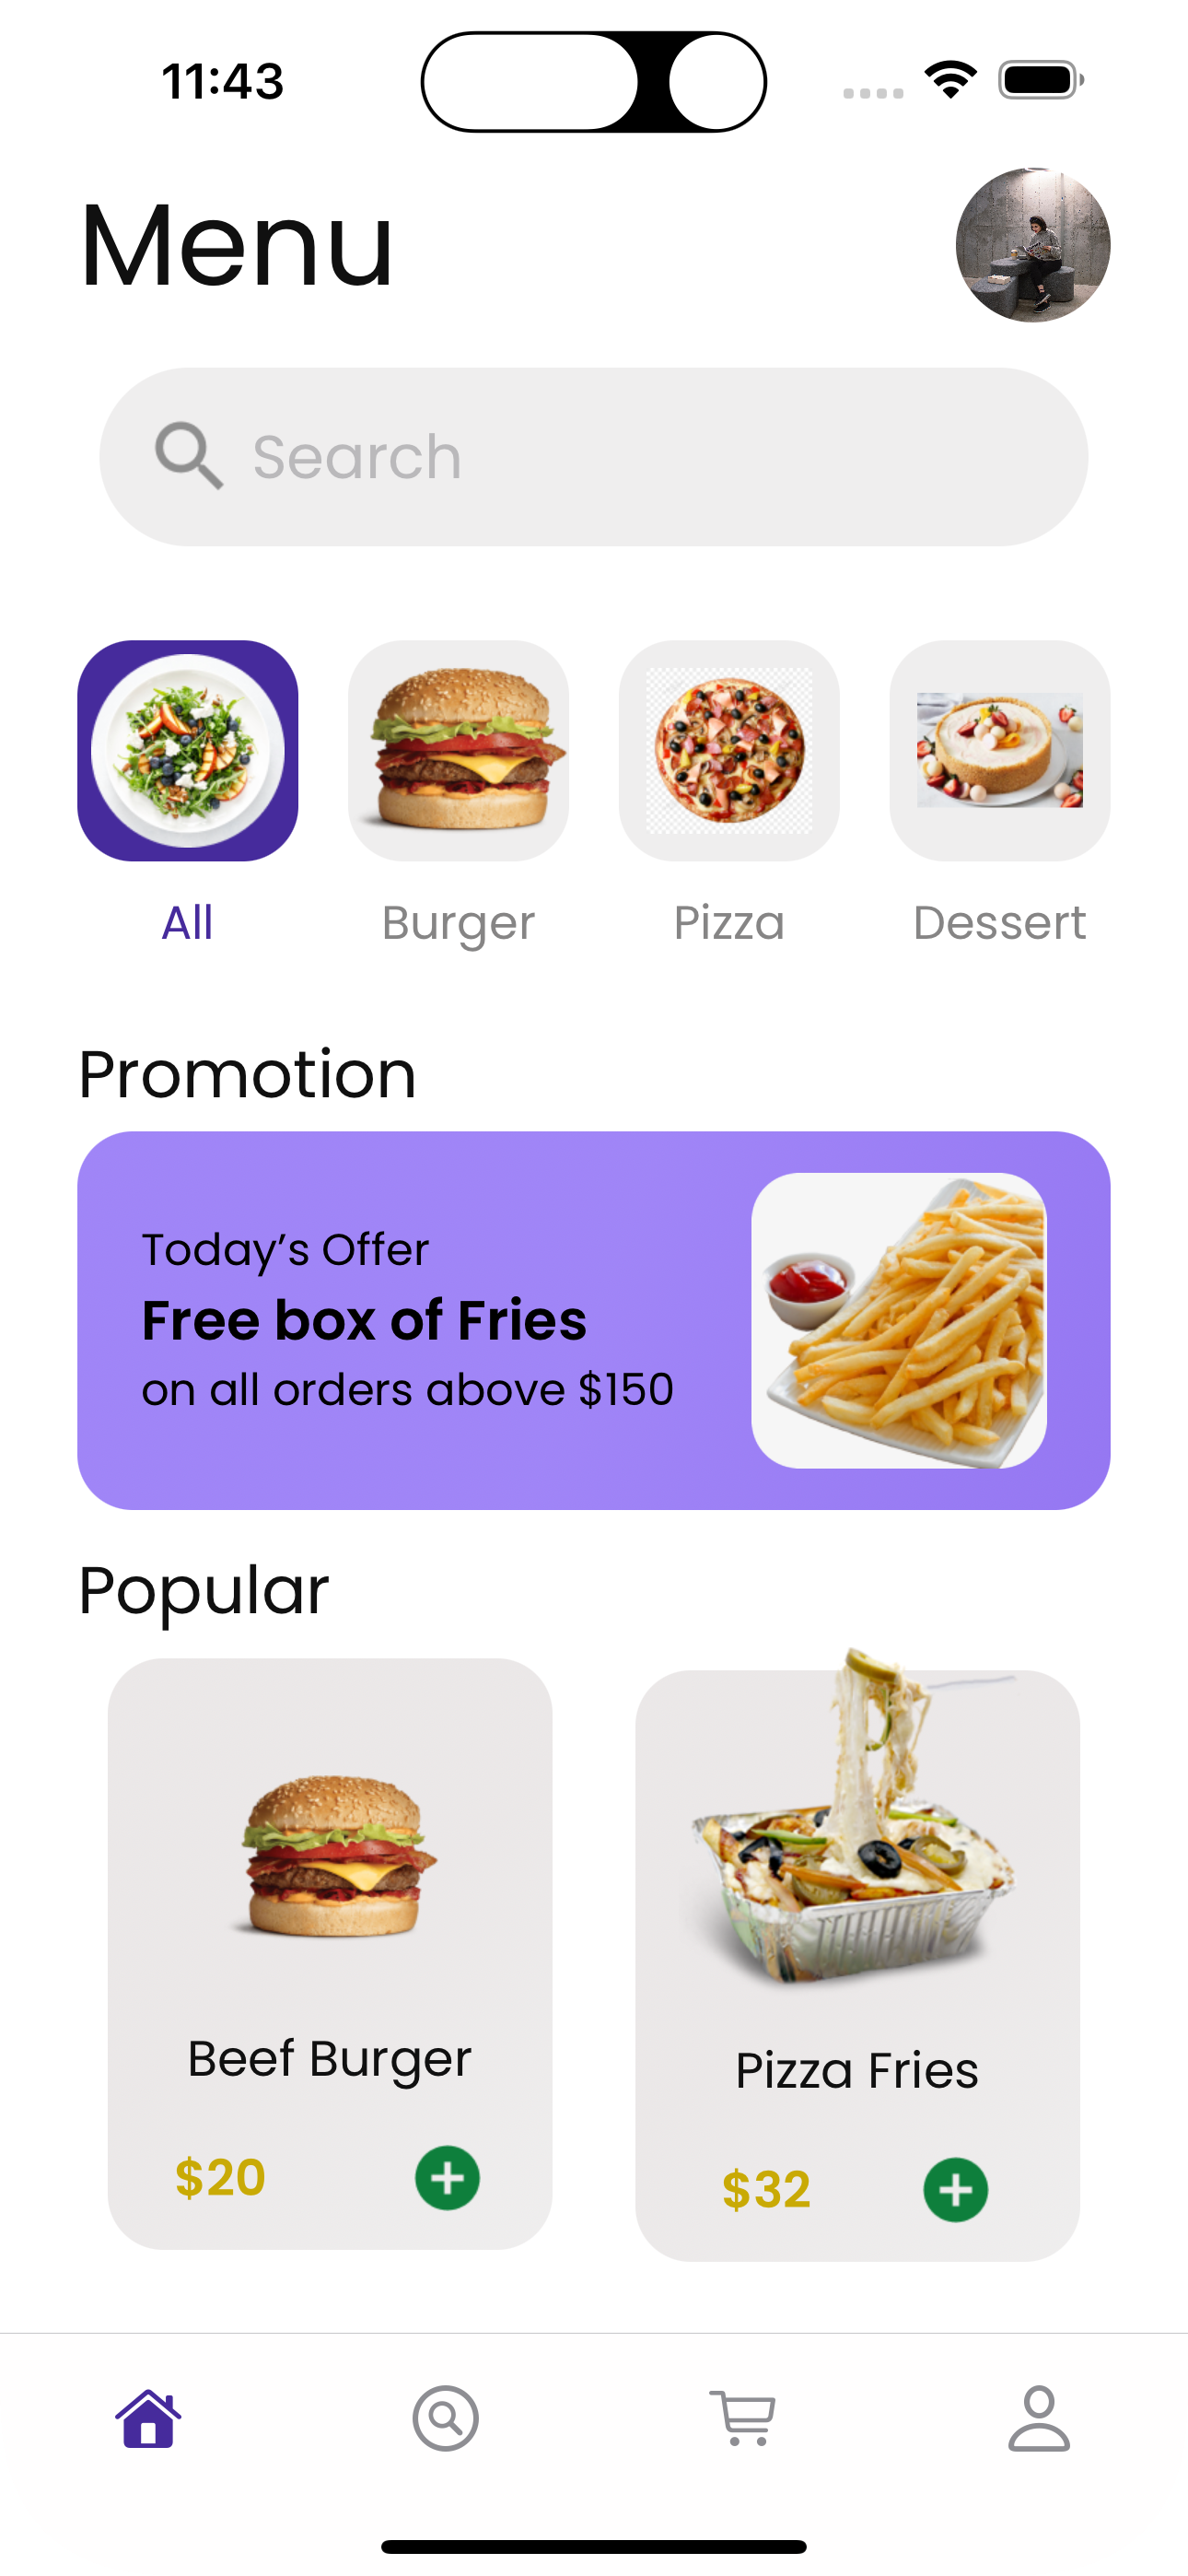 11:43
Menu
Search
All
Burger
Pizza
Dessert
Promotion
Today’s Offer
Free box of Fries
on all orders above $150
Popular
Beef Burger
$20
Pizza Fries
$32